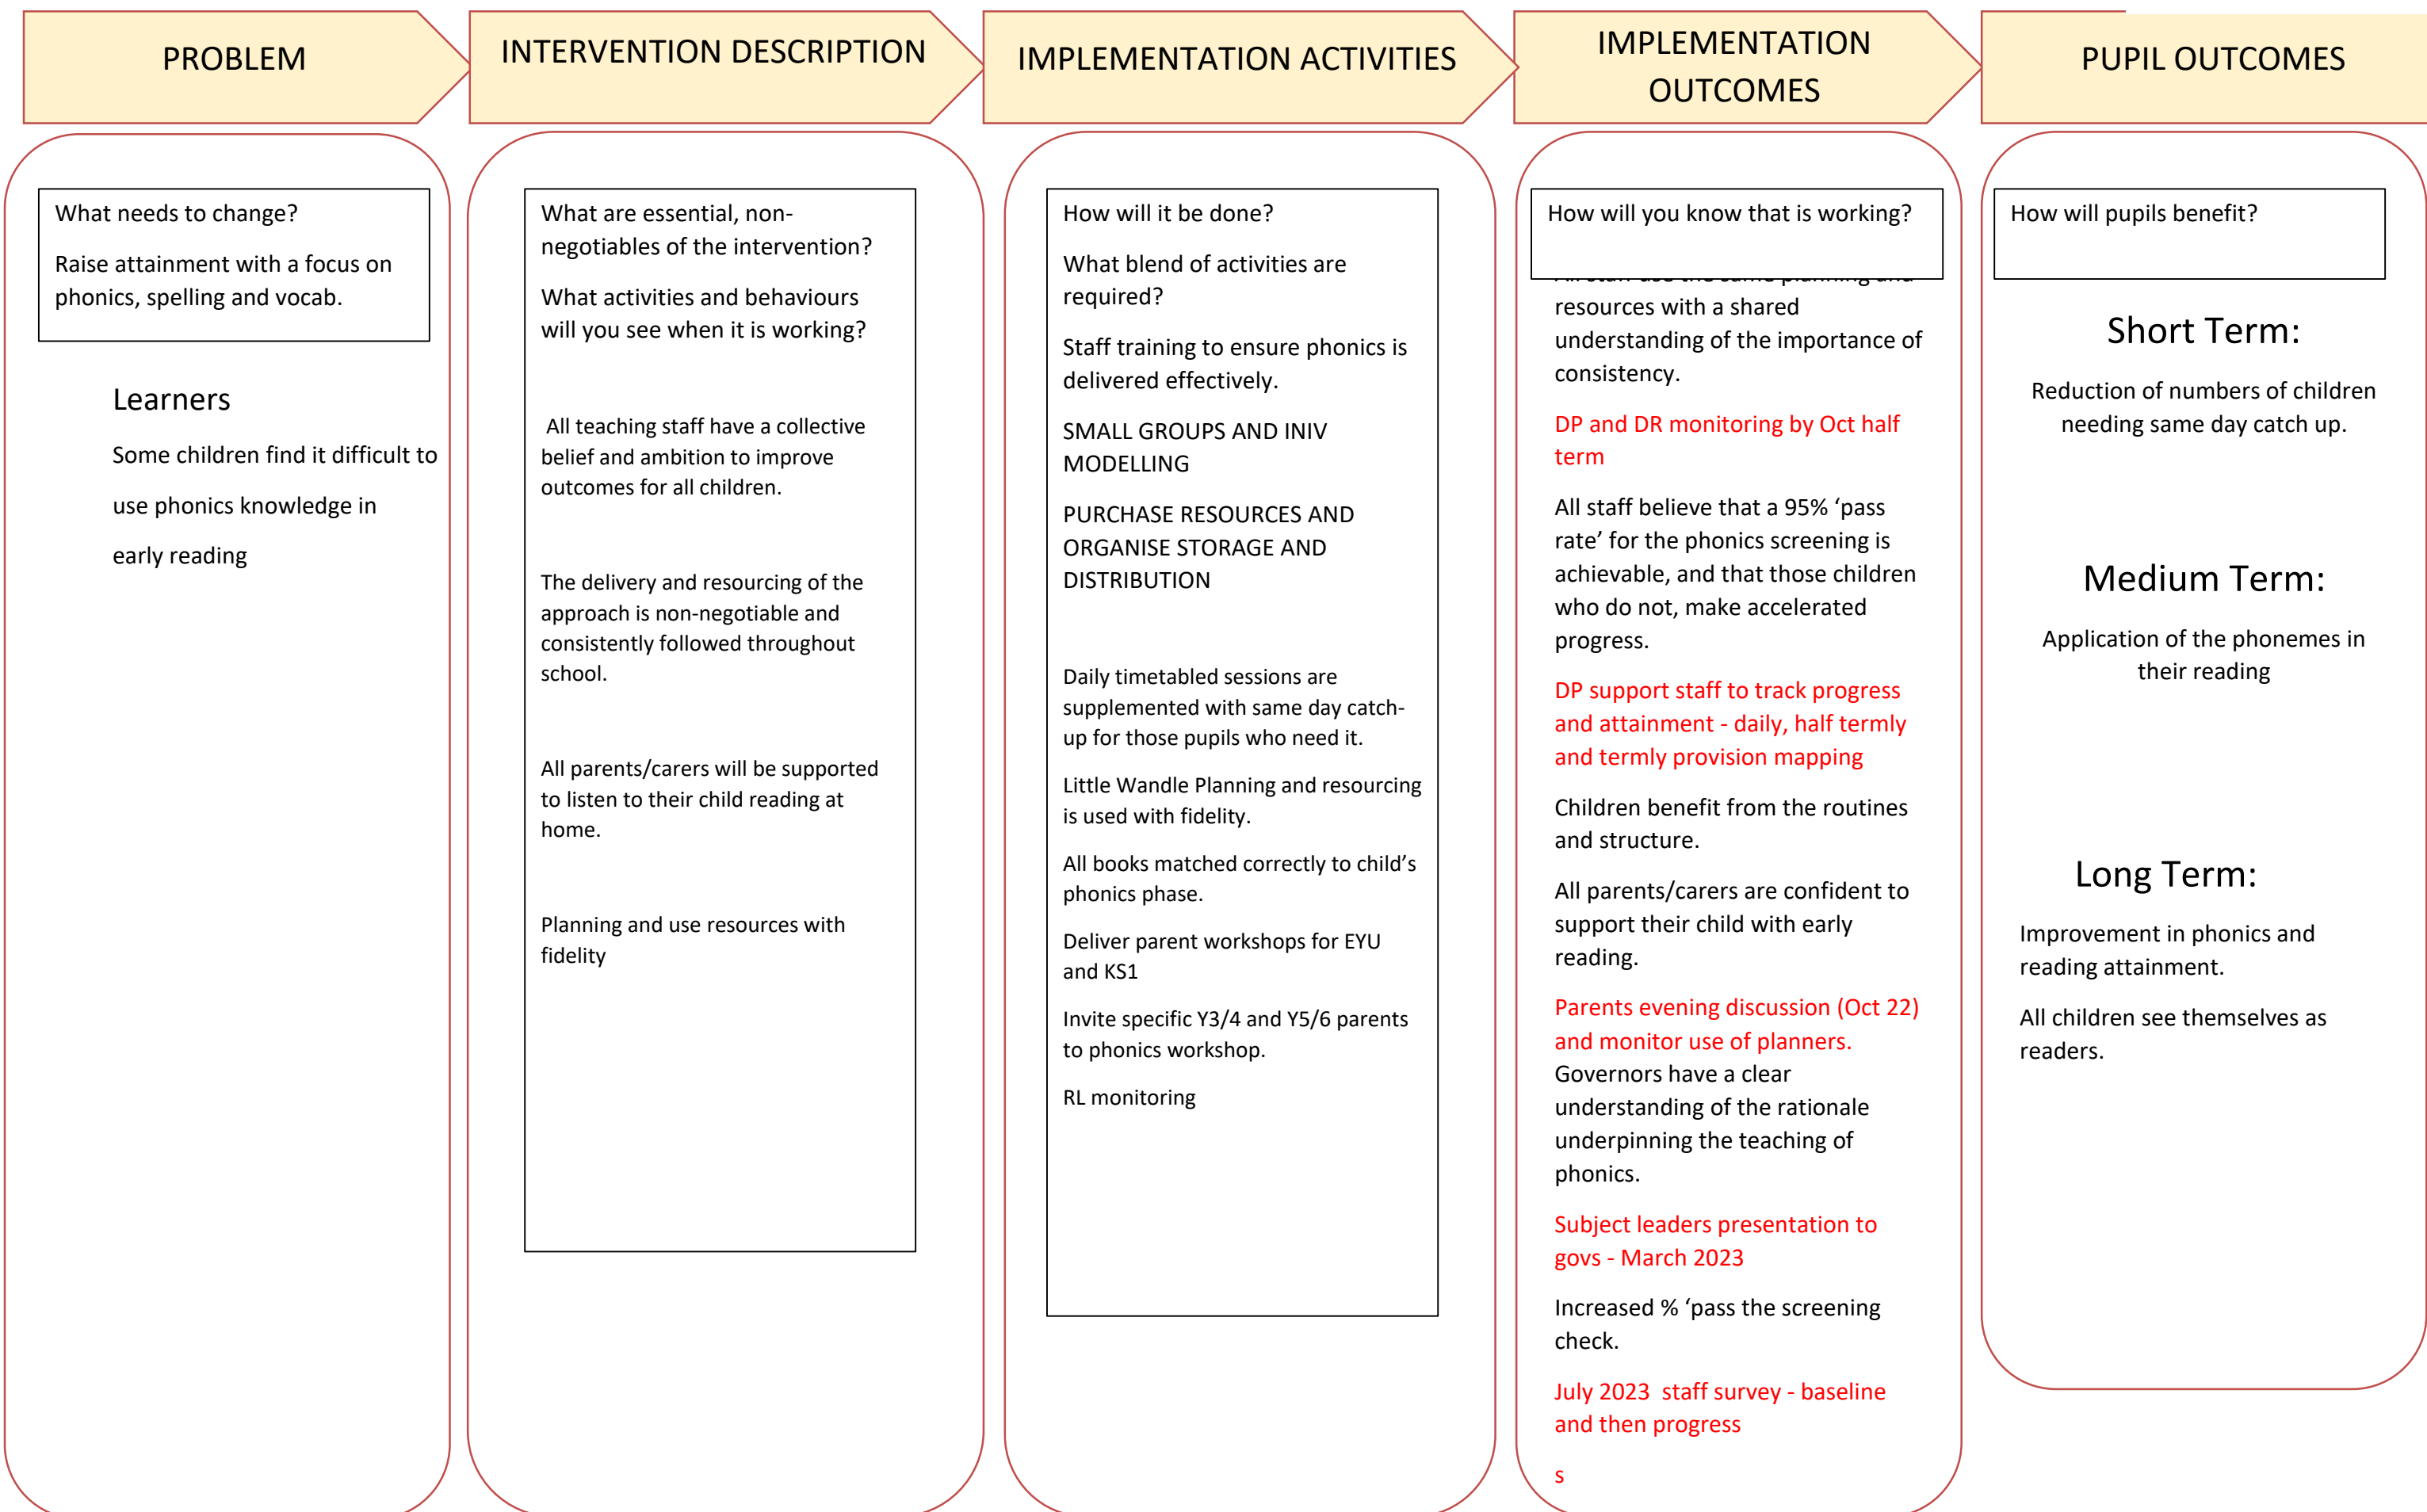 PROBLEM
What needs to change?
Raise attainment with a focus on
phonics, spelling and vocab.
Learners
Some children find it difficult to
use phonics knowledge in
early reading
INTERVENTION DESCRIPTION
What are essential, non-
negotiables of the intervention?
What activities and behaviours
will you see when it is working?
All teaching staff have a collective
belief and ambition to improve
outcomes for all children.
The delivery and resourcing of the
approach is non-negotiable and
consistently followed throughout
school.
All parents/carers will be supported
to listen to their child reading at
home.
Planning and use resources with
fidelity
IMPLEMENTATION ACTIVITIES
How will it be done?
What blend of activities are
required?
Staff training to ensure phonics is
delivered effectively.
SMALL GROUPS AND INIV
MODELLING
PURCHASE RESOURCES AND
ORGANISE STORAGE AND
DISTRIBUTION
Daily timetabled sessions are
supplemented with same day catch-
up for those pupils who need it.
Little Wandle Planning and resourcing
is used with fidelity.
All books matched correctly to child’s
phonics phase.
Deliver parent workshops for EYU
and KS1
Invite specific Y3/4 and Y5/6 parents
to phonics workshop.
RL monitoring
IMPLEMENTATION
OUTCOMES
How will you know that is working?
All staff use the same planning and
resources with a shared
understanding of the importance of
consistency.
DP and DR monitoring by Oct half
term
All staff believe that a 95% ‘pass
rate’ for the phonics screening is
achievable, and that those children
who do not, make accelerated
progress.
DP support staff to track progress
and attainment - daily, half termly
and termly provision mapping
Children benefit from the routines
and structure.
All parents/carers are confident to
support their child with early
reading.
Parents evening discussion (Oct 22)
and monitor use of planners.
Governors have a clear
understanding of the rationale
underpinning the teaching of
phonics.
Subject leaders presentation to
govs - March 2023
Increased % ‘pass the screening
check.
July 2023  staff survey - baseline
and then progress
s
PUPIL OUTCOMES
How will pupils benefit?
Short Term:
Reduction of numbers of children
needing same day catch up.
Medium Term:
Application of the phonemes in
their reading
Long Term:
Improvement in phonics and
reading attainment.
All children see themselves as
readers.